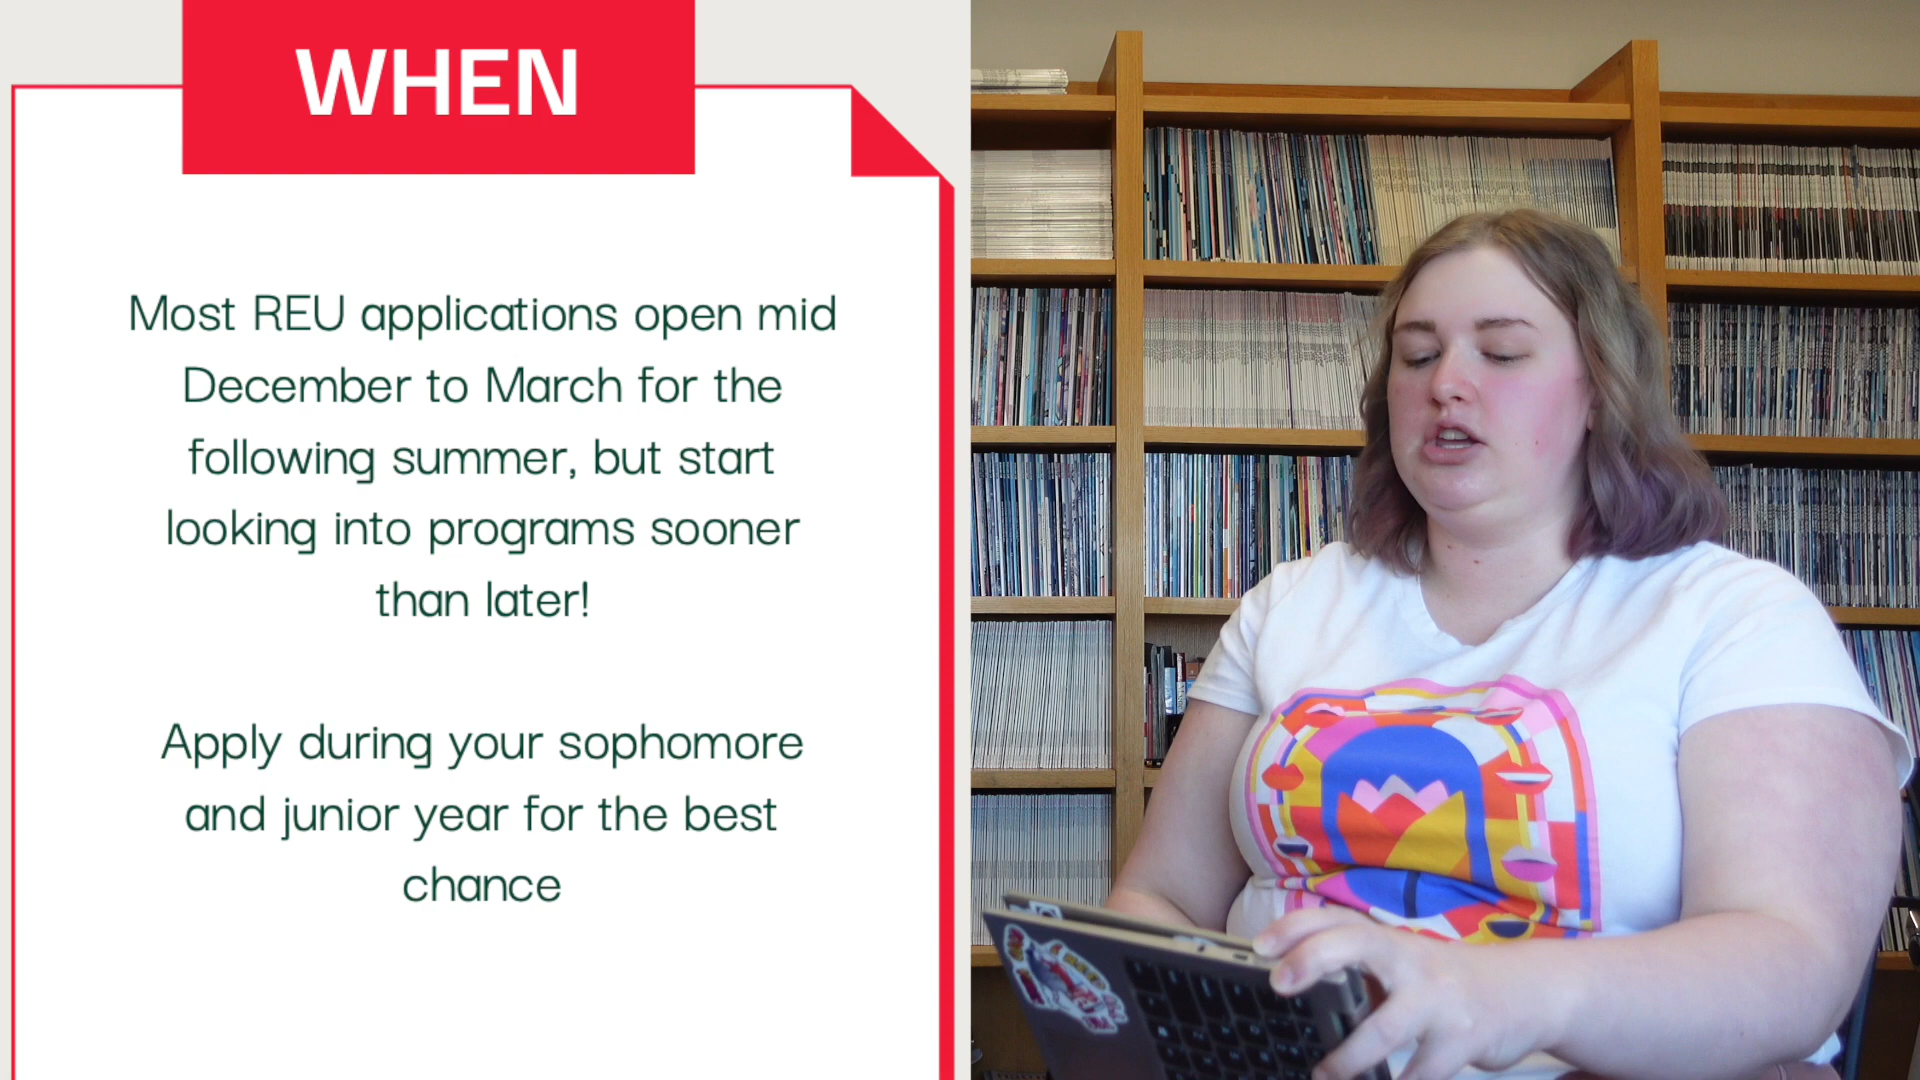 WHEN
Most REU applications open mid
December to March for the
following summer, but start
looking into programs sooner
than later!
Apply during your sophomore
and junior year for the best
chance